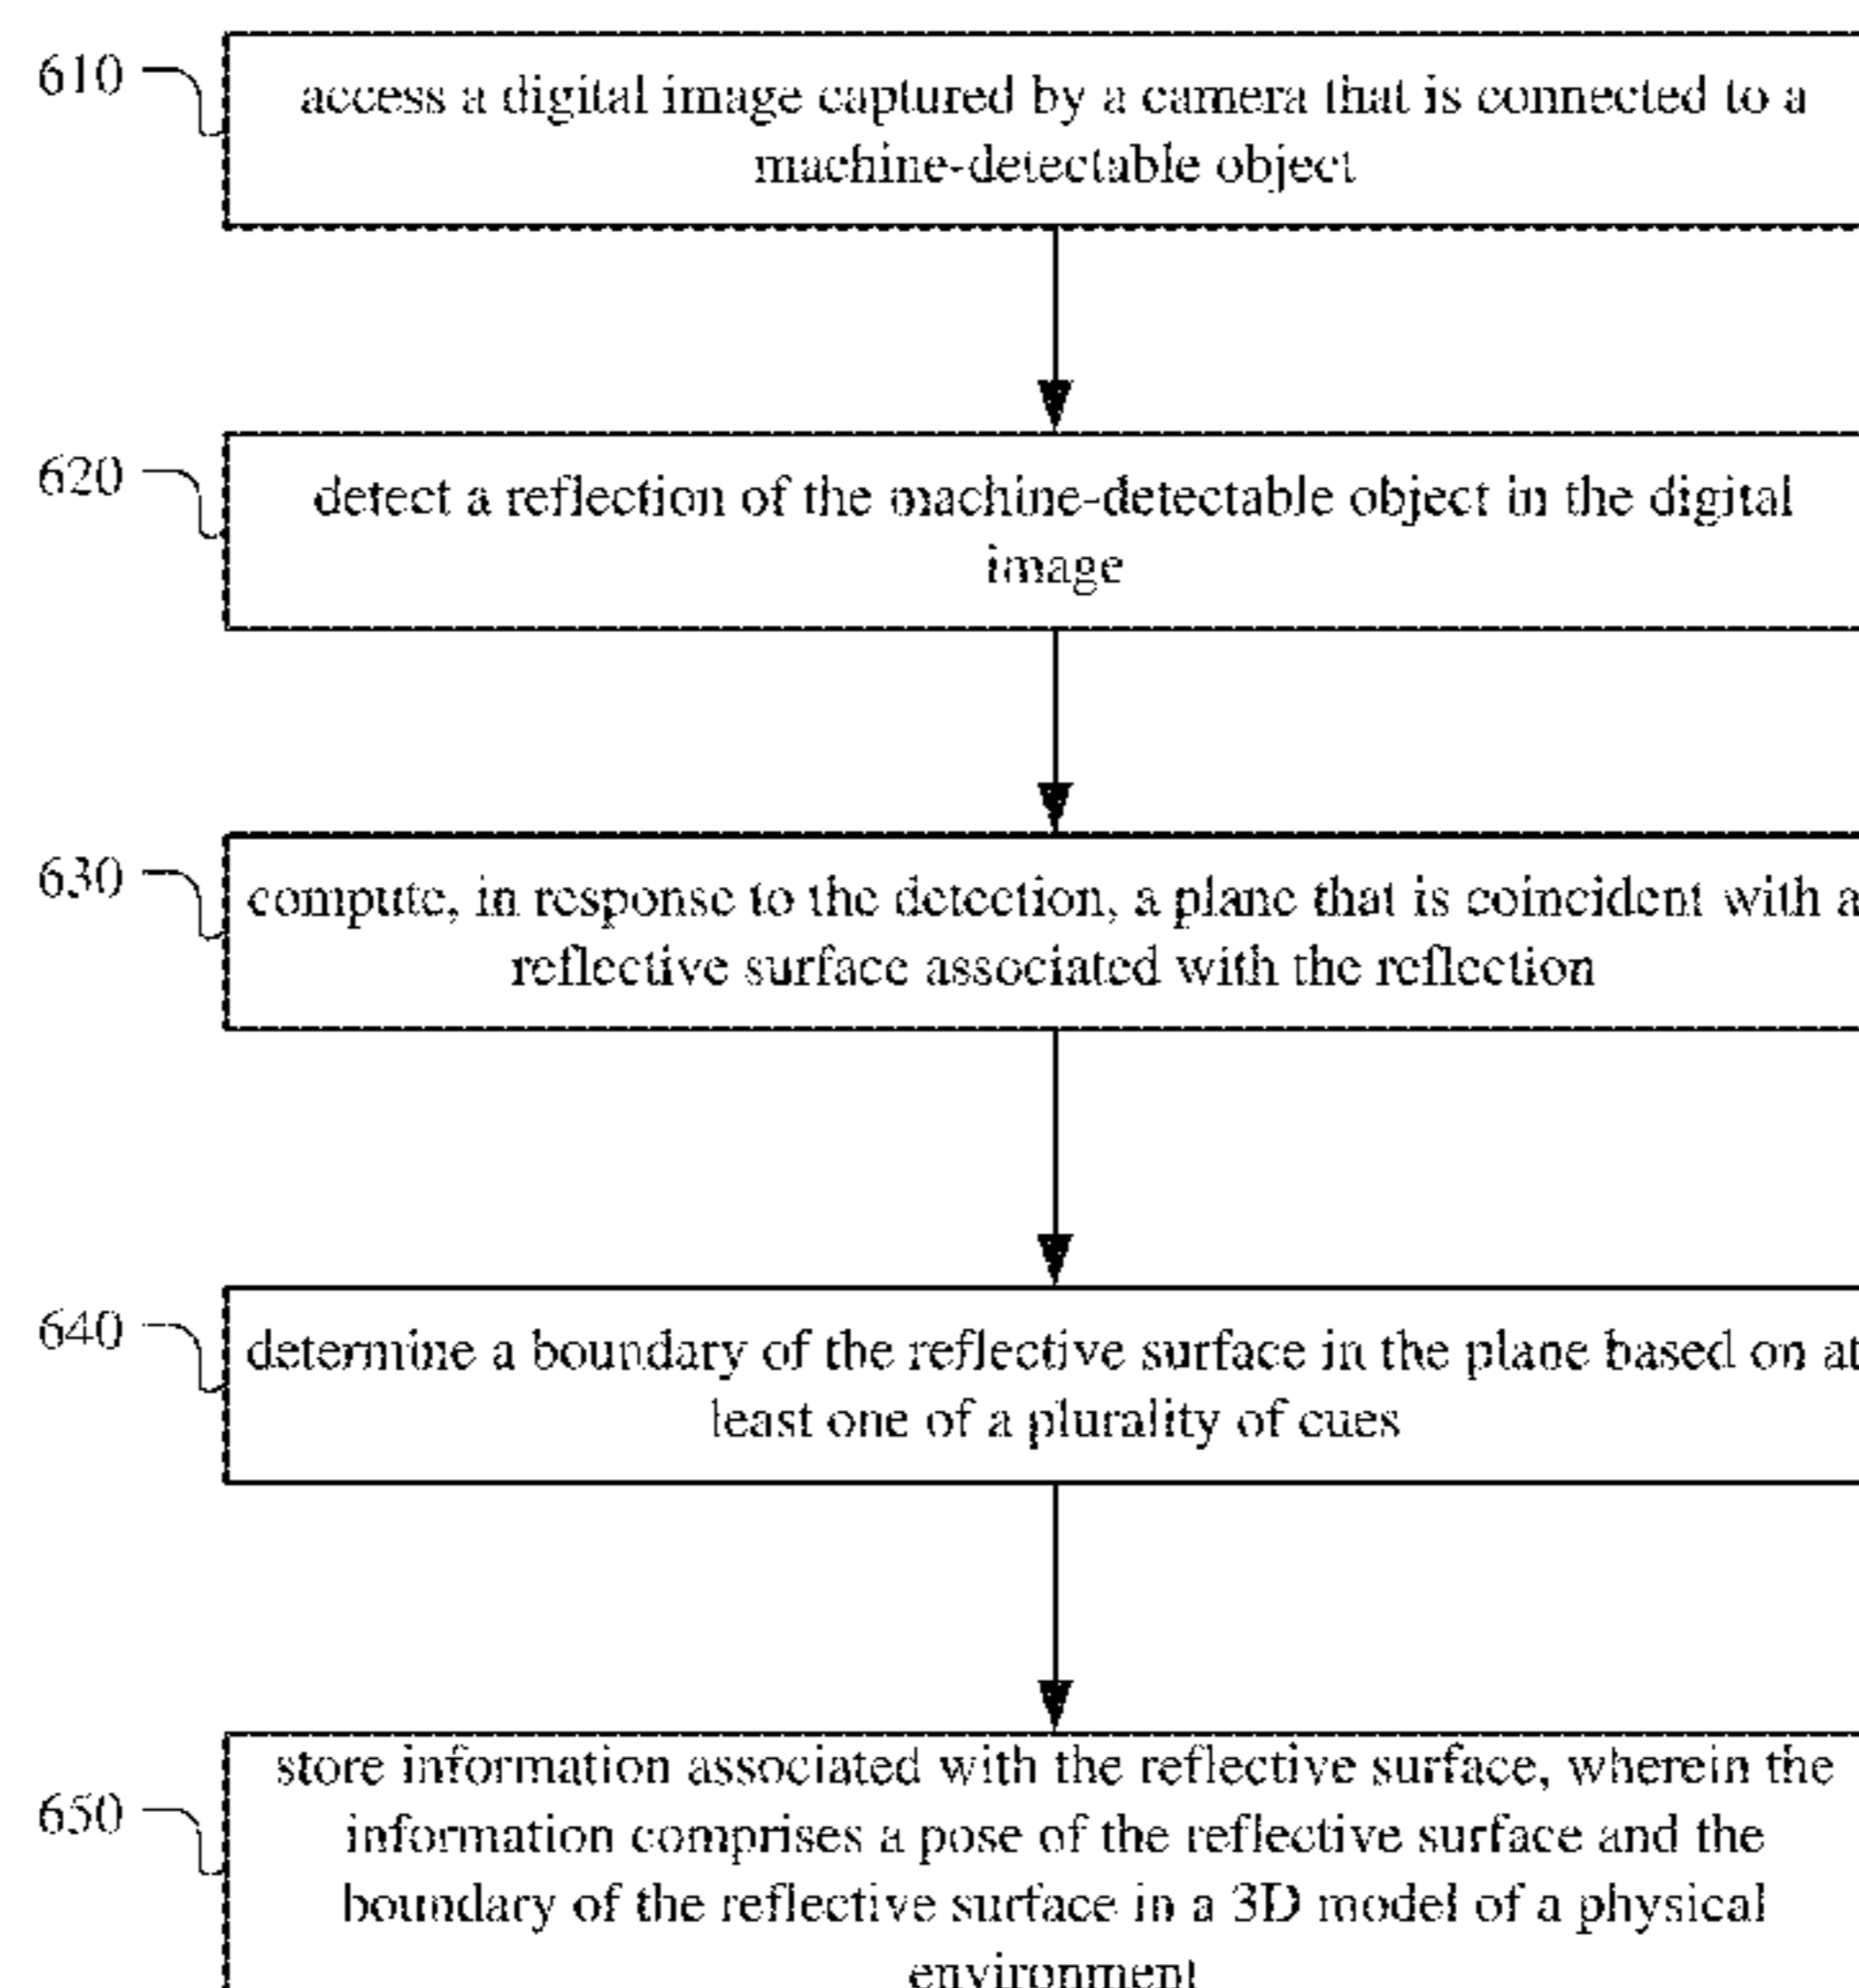 610
access a digital image captured by a camera that is connected to a
machine-detectable object
620
detect a reflection of the machine-detectable object in the digital
image
630
compute, in response to the detection, a plane that is coincident with a
reflective surface associated with the reflection
640
determine a boundary of the reflective surface in the plane based on at
least one of a plurality of cues
650
store information associated with the reflective surface, wherein the
information comprises a pose of the reflective surface and the
boundary of the reflective surface in a 3D model of a physical
environment